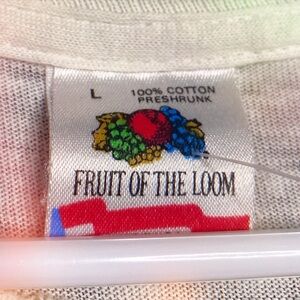 L 100% COTTON
PRESHRUNK
FRUIT OF THE LOOM